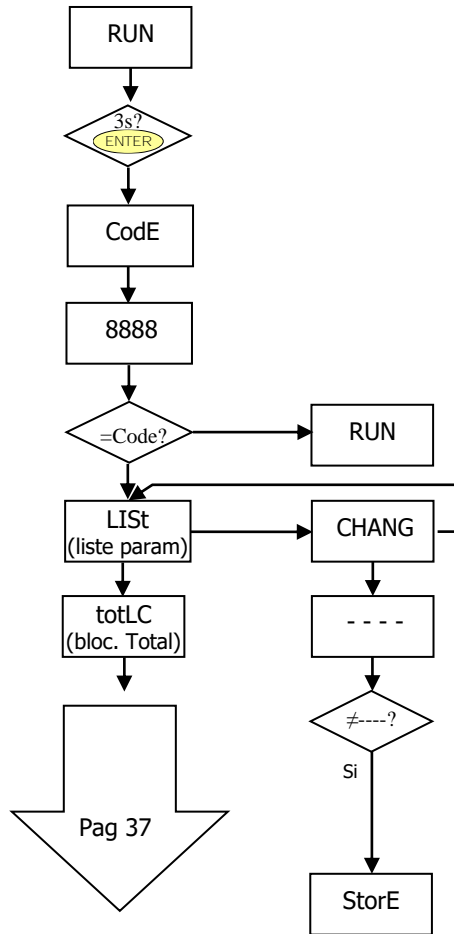 RUN
3s?
ENTER
CodE
8888
=Code?
RUN
LISt
(liste param)
CHANG
totLC
(bloc. Total)
- - - -
≠----?
Si
Pag 37
StorE